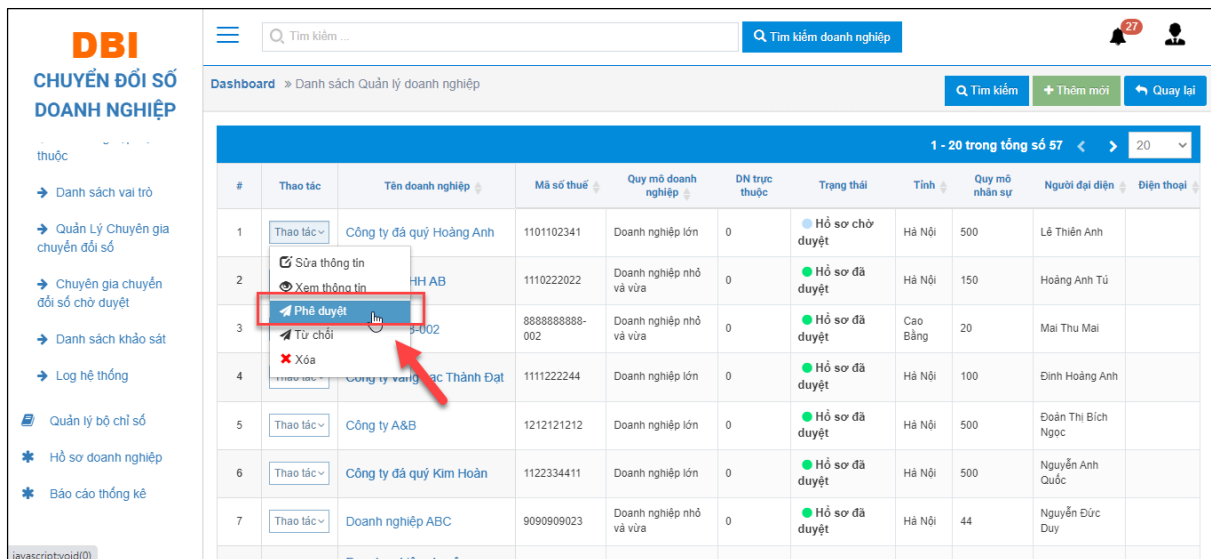 DBI
CHUYỂN ĐỔI SỐ
DOANH NGHIỆP
Tìm kiếm ...
Tìm kiếm doanh nghiệp
27
Dashboard » Danh sách Quản lý doanh nghiệp
Tìm kiếm
Thêm mới
Quay lại
thuộc
Danh sách vai trò
Quản Lý Chuyên gia
chuyển đổi số
Chuyên gia chuyển
đổi số chờ duyệt
Danh sách khảo sát
Log hệ thống
Quản lý bộ chỉ số
Hồ sơ doanh nghiệp
Báo cáo thống kê
1 - 20 trong tổng số 57
20
# Thao tác Tên doanh nghiệp Mã số thuế Quy mô doanh nghiệp DN trực thuộc Trạng thái Tỉnh Quy mô nhân sự Người đại diện Điện thoại
1 Thao tác Công ty đá quý Hoàng Anh 1101102341 Doanh nghiệp lớn 0 Hồ sơ chờ duyệt Hà Nội 500 Lê Thiên Anh
Sửa thông tin
Xem thông tin
Phê duyệt
Từ chối
Xóa
2 HH AB 1110222022 Doanh nghiệp nhỏ và vừa 0 Hồ sơ đã duyệt Hà Nội 150 Hoàng Anh Tú
3 8-002 8888888888-002 Doanh nghiệp nhỏ và vừa 0 Hồ sơ đã duyệt Cao Bằng 20 Mai Thu Mai
4 Thao tác Công ty vàng bạc Thành Đạt 1111222244 Doanh nghiệp lớn 0 Hồ sơ đã duyệt Hà Nội 100 Đinh Hoàng Anh
5 Thao tác Công ty A&B 1212121212 Doanh nghiệp lớn 0 Hồ sơ đã duyệt Hà Nội 500 Đoàn Thị Bích Ngọc
6 Thao tác Công ty đá quý Kim Hoàn 1122334411 Doanh nghiệp lớn 0 Hồ sơ đã duyệt Hà Nội 500 Nguyễn Anh Quốc
7 Thao tác Doanh nghiệp ABC 9090909023 Doanh nghiệp nhỏ và vừa 0 Hồ sơ đã duyệt Hà Nội 44 Nguyễn Đức Duy
javascript:void(0)